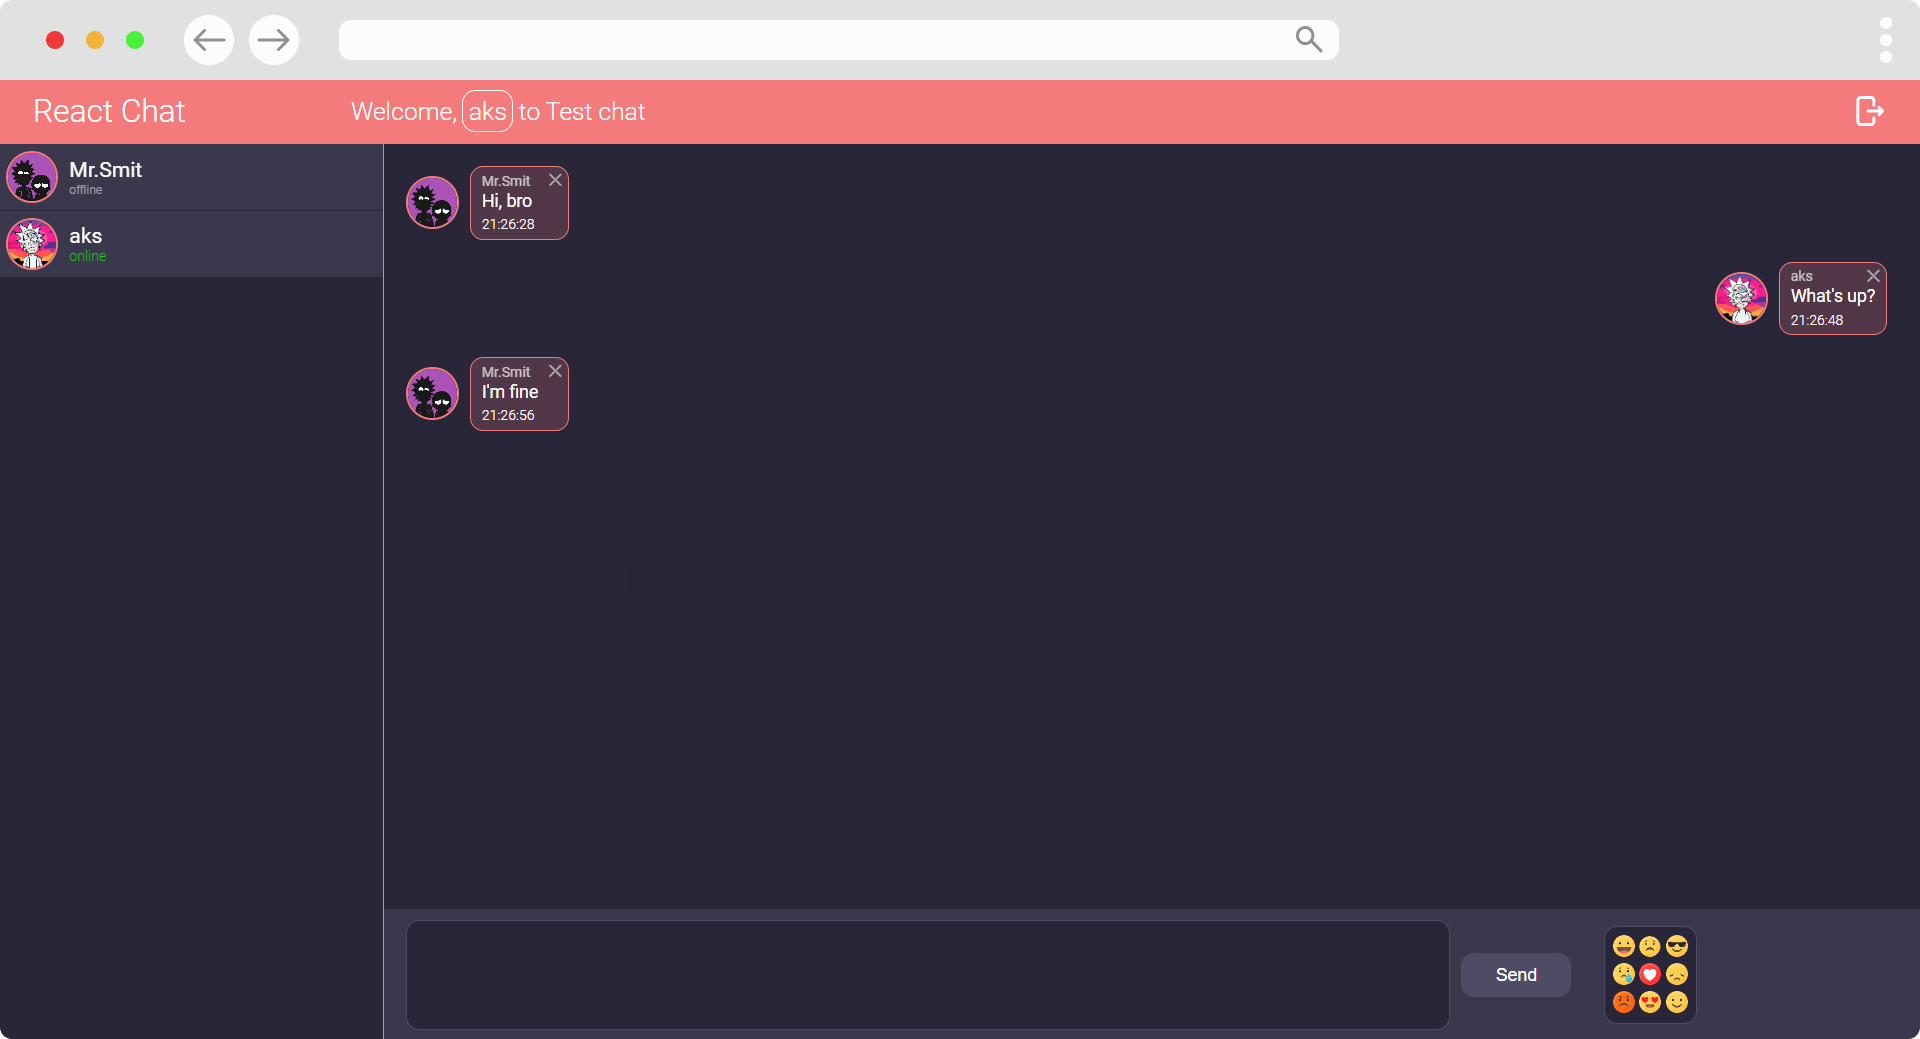 React Chat
Welcome, aks to Test chat
Mr.Smit
offline
aks
online
Mr.Smit
Hi, bro
21:26:28
aks
What's up?
21:26:48
Mr.Smit
I'm fine
21:26:56
Send